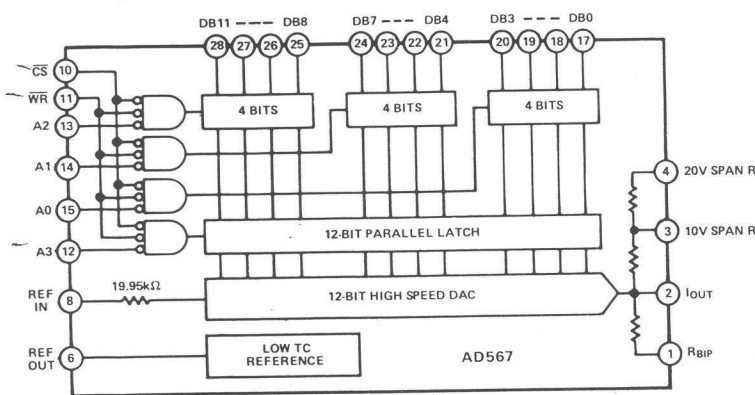 DB11 ---- DB8 DB7 --- DB4 DB3 --- DB0
28 27 26 25 24 23 22 21 20 19 18 17
CS 10
WR 11
A2 13
4 BITS 4 BITS 4 BITS
A1 14
A0 15
A3 12
4 20V SPAN R
3 10V SPAN R
12-BIT PARALLEL LATCH
REF IN 8 19.95kΩ
12-BIT HIGH SPEED DAC
2 IOUT
REF OUT 6
LOW TC
REFERENCE
AD567
1 RBIP